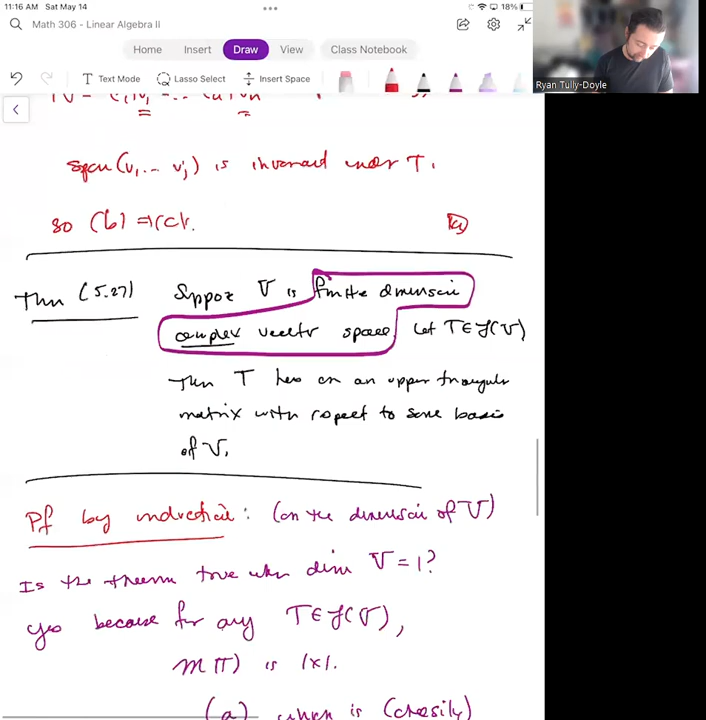 11:16 AM Sat May 14
18%
Math 306 - Linear Algebra II
Home Insert Draw View Class Notebook
Text Mode Lasso Select Insert Space
Ryan Tully-Doyle
span(v₁ ... vⱼ) is invariant under T.
so (b) ⇒ (c).
Thm (5.27) Suppose V is finite dimensional
complex vector space. Let T∈L(V)
Then T has an an upper triangular
matrix with respect to some basis
of V.
Pf by induction: (on the dimension of V)
Is the theorem true when dim V = 1?
yes because for any T∈L(V),
M(T) is 1x1.
(a) which is (cheesily)